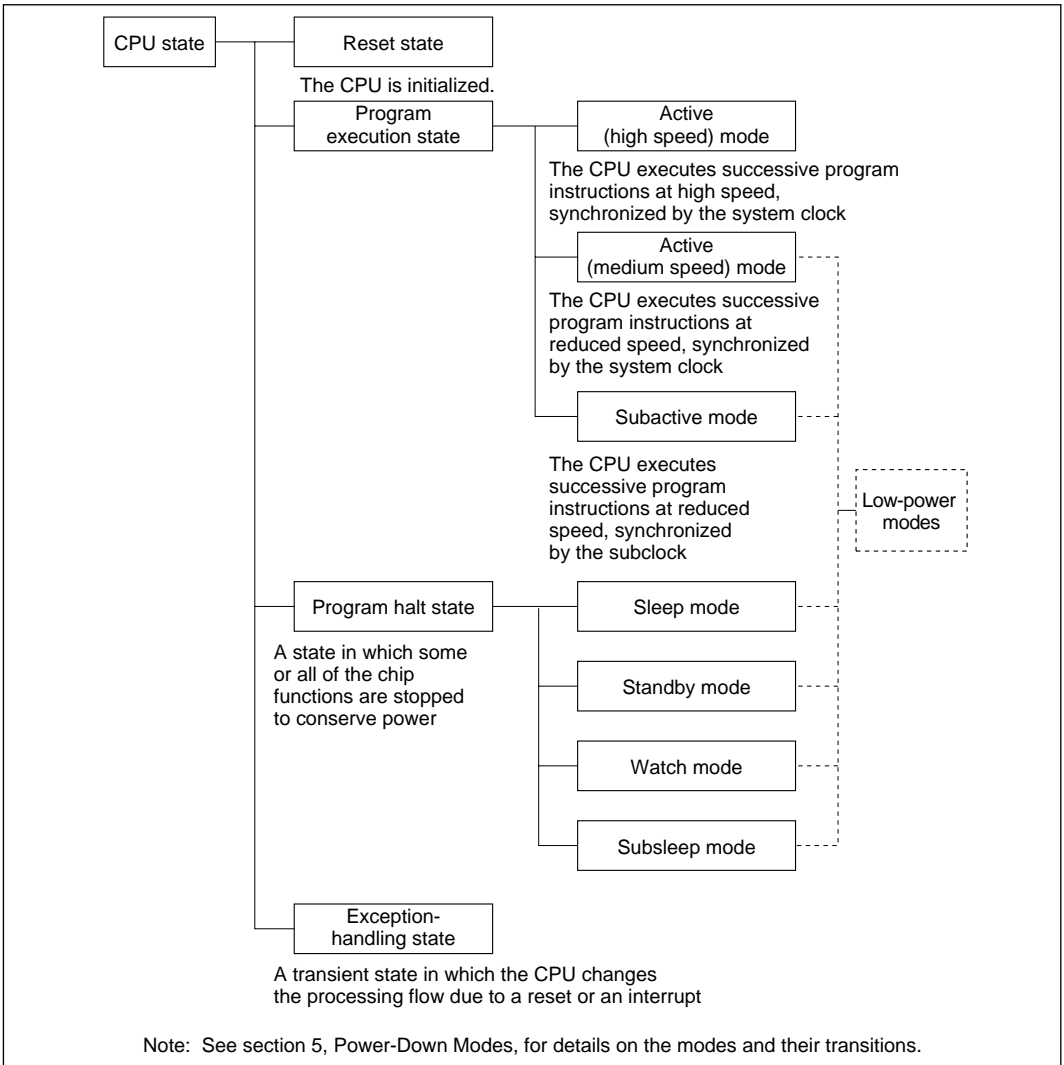 CPU state
Reset state
The CPU is initialized.
Program
execution state
Active
(high speed) mode
The CPU executes successive program
instructions at high speed,
synchronized by the system clock
Active
(medium speed) mode
The CPU executes successive
program instructions at
reduced speed, synchronized
by the system clock
Subactive mode
The CPU executes
successive program
instructions at reduced
speed, synchronized
by the subclock
Low-power
modes
Program halt state
A state in which some
or all of the chip
functions are stopped
to conserve power
Sleep mode
Standby mode
Watch mode
Subsleep mode
Exception-
handling state
A transient state in which the CPU changes
the processing flow due to a reset or an interrupt
Note: See section 5, Power-Down Modes, for details on the modes and their transitions.